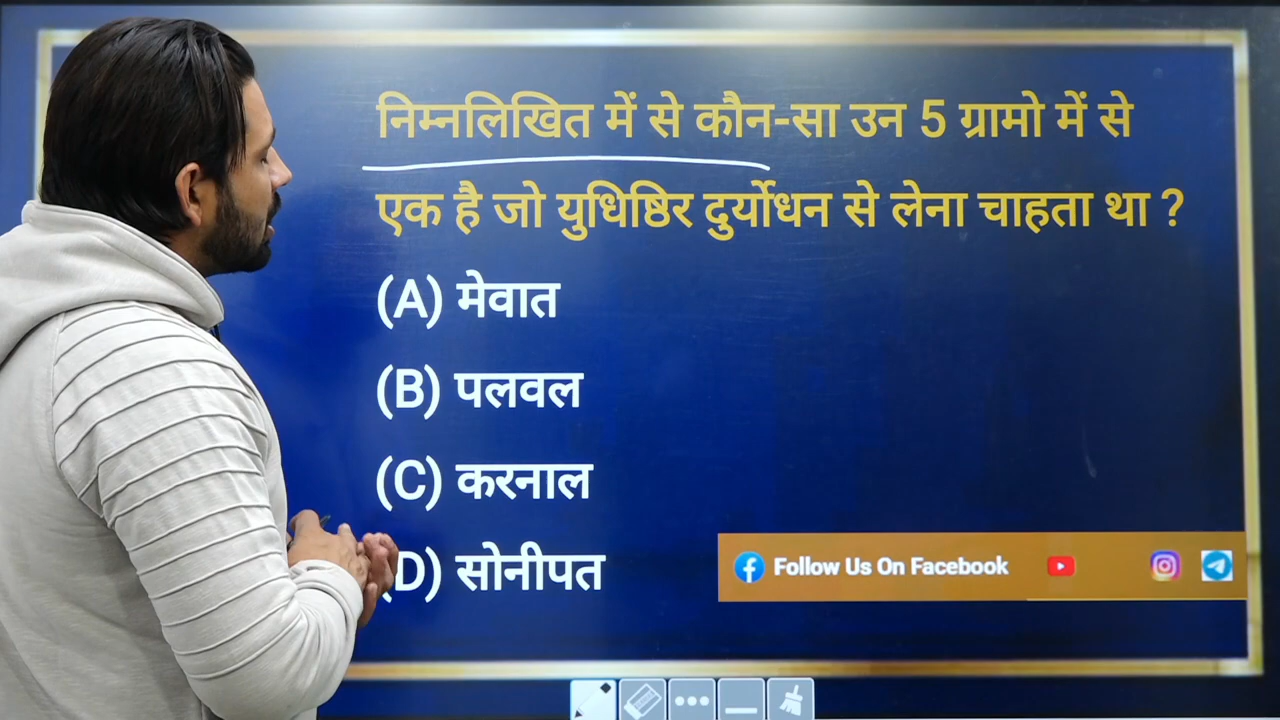 निम्नलिखित में से कौन-सा उन 5 ग्रामो में से
एक है जो युधिष्ठिर दुर्योधन से लेना चाहता था ?
(A) मेवात
(B) पलवल
(C) करनाल
(D) सोनीपत
Follow Us On Facebook